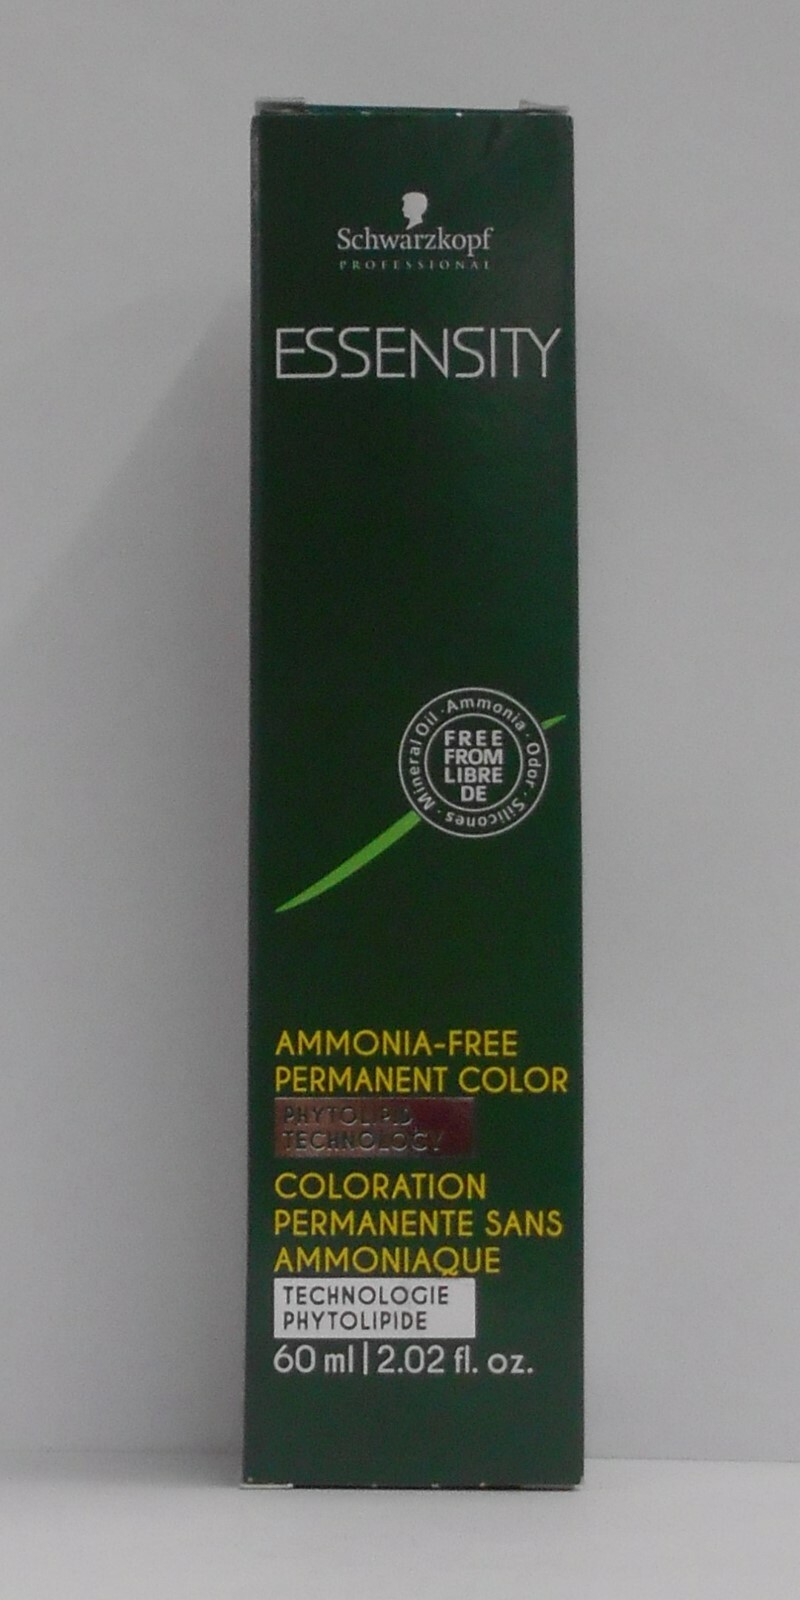 Schwarzkopf
PROFESSIONAL
ESSENSITY
Mineral Oil · Ammonia · Odor · Silicones ·
FREE
FROM
LIBRE
DE
AMMONIA-FREE
PERMANENT COLOR
PHYTOLIPID
TECHNOLOGY
COLORATION
PERMANENTE SANS
AMMONIAQUE
TECHNOLOGIE
PHYTOLIPIDE
60 ml | 2.02 fl. oz.